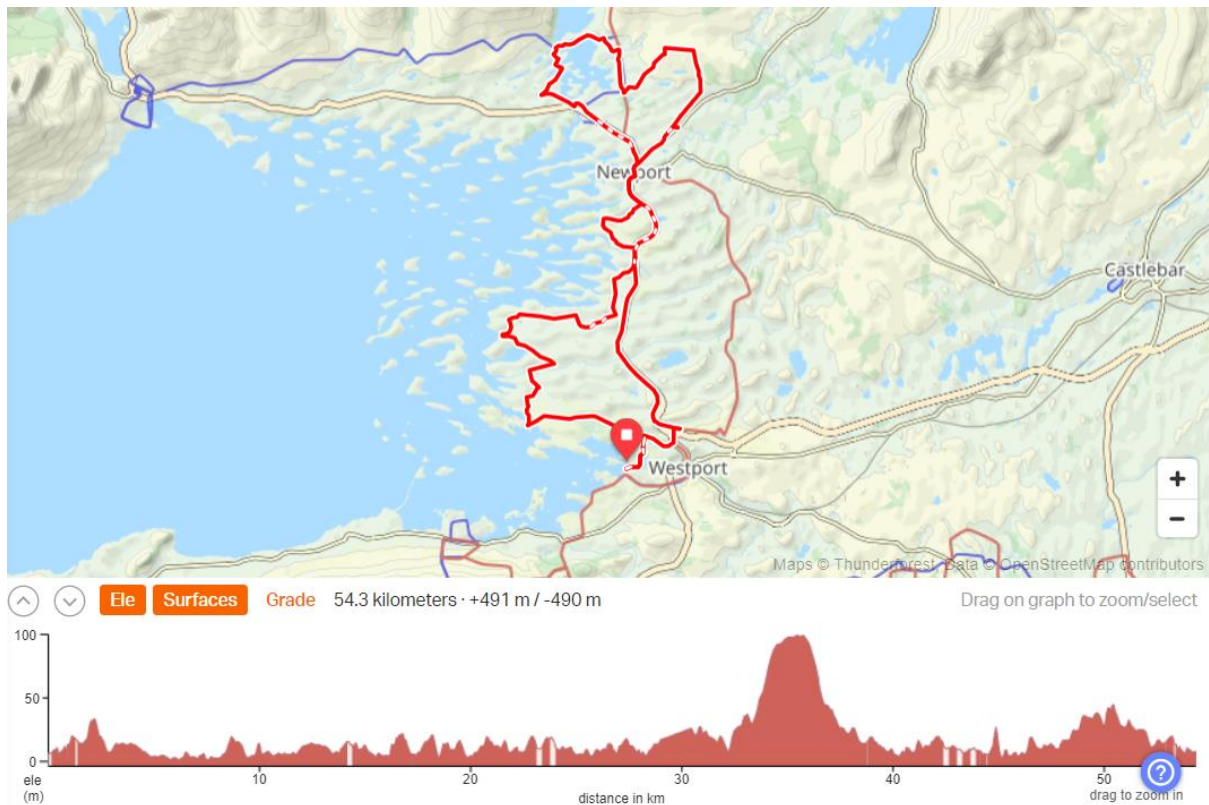 Newport
Castlebar
Westport
+
−
Maps © Thunderforest, Data © OpenStreetMap contributors
Ele Surfaces Grade 54.3 kilometers · +491 m / -490 m Drag on graph to zoom/select
100
50
0
ele
(m)
10 20 30 40 50
distance in km
drag to zoom in
?